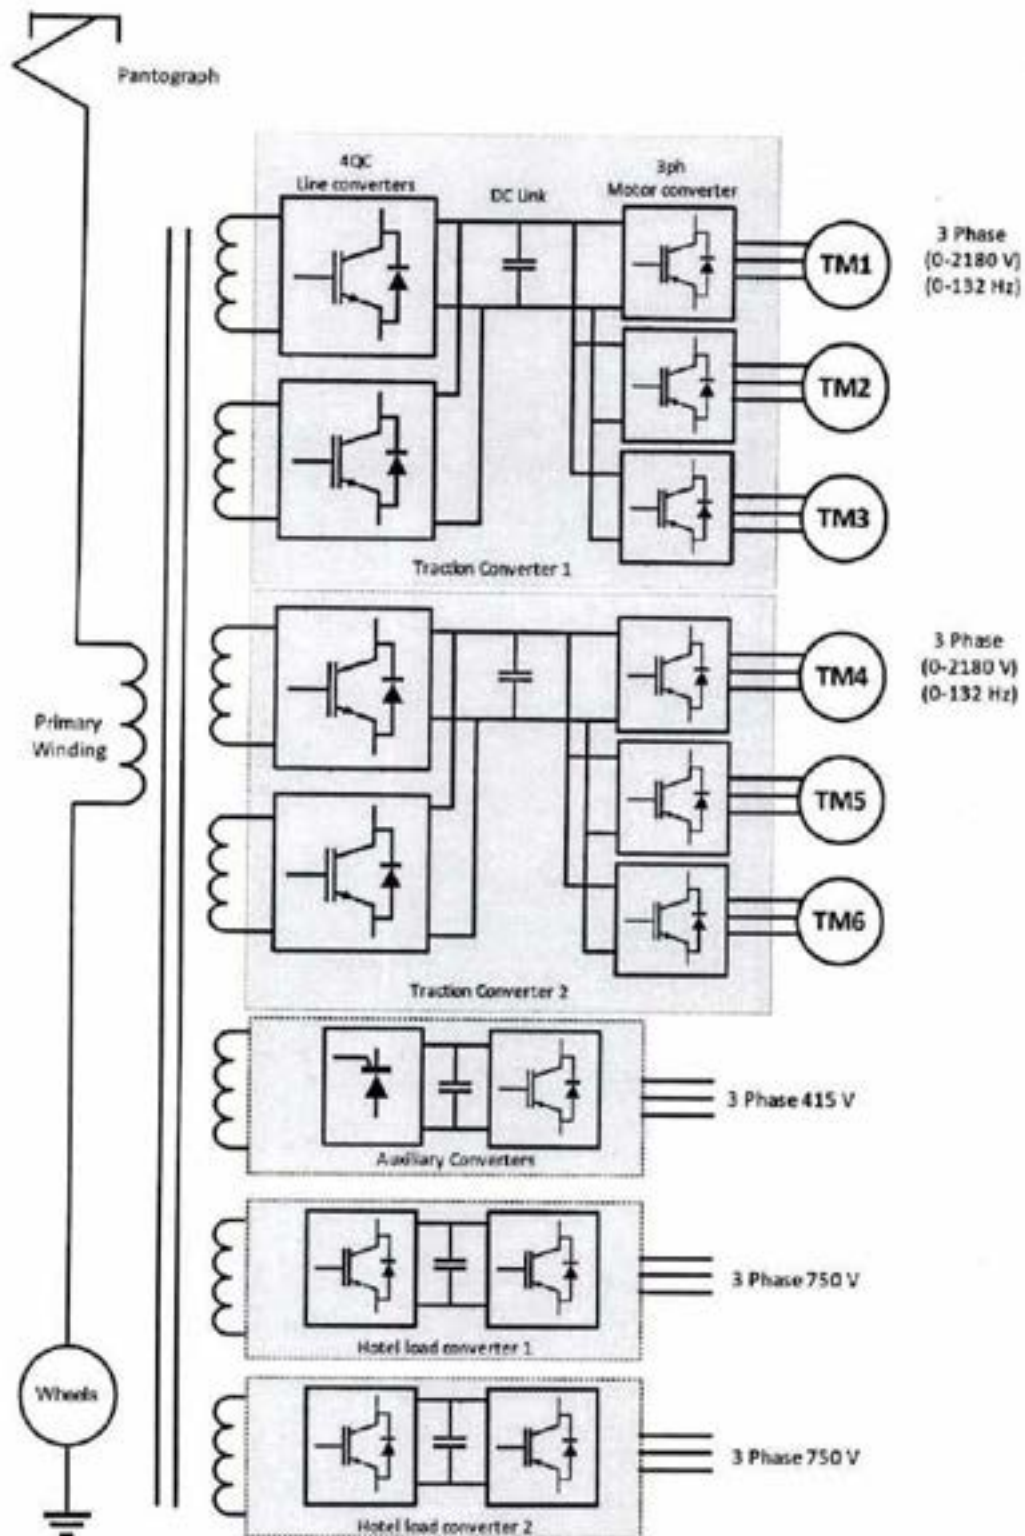 Pantograph
4QC
Line converters
DC Link
3ph
Motor converter
TM1
3 Phase
(0-2180 V)
(0-132 Hz)
TM2
TM3
Traction Converter 1
TM4
3 Phase
(0-2180 V)
(0-132 Hz)
Primary
Winding
TM5
TM6
Traction Converter 2
3 Phase 415 V
Auxiliary Converters
3 Phase 750 V
Hotel load converter 1
Wheels
3 Phase 750 V
Hotel load converter 2